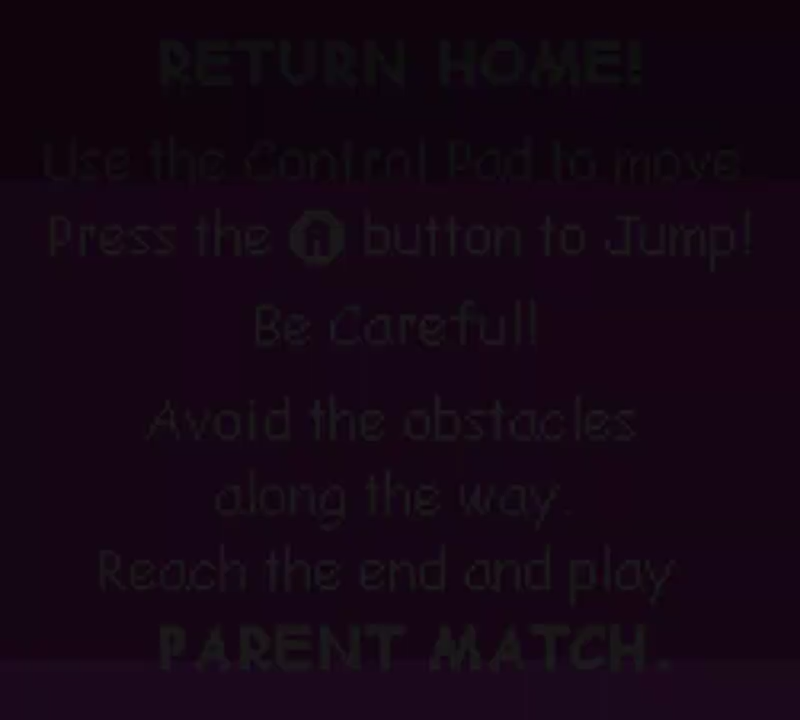 RETURN HOME!
Use the Control Pad to move.
Press the A button to Jump!
Be Careful!
Avoid the obstacles
along the way.
Reach the end and play
PARENT MATCH.